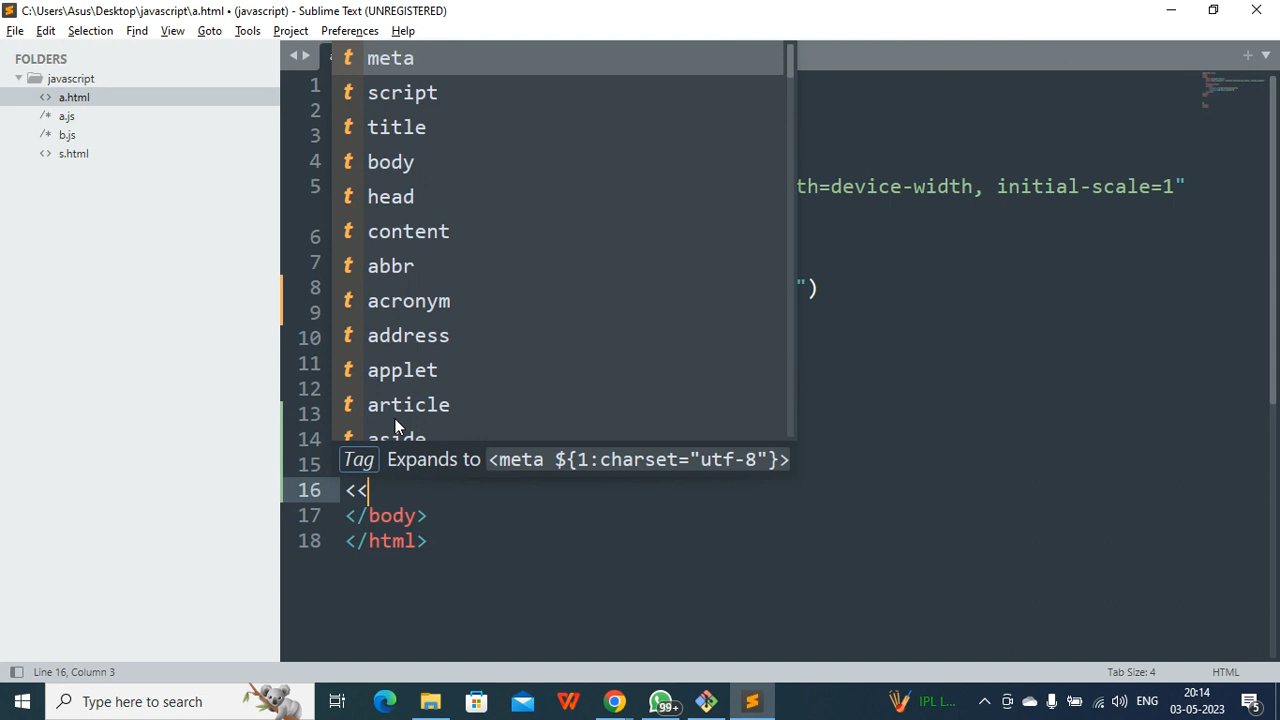 C:\Users\Asus\Desktop\javascript\a.html • (javascript) - Sublime Text (UNREGISTERED)
File Edit Selection Find View Goto Tools Project Preferences Help
FOLDERS
javascript
<> a.html
/* a.js
/* b.js
<> s.html
t meta
t script
t title
t body
t head
t content
t abbr
t acronym
t address
t applet
t article
t aside
Tag Expands to <meta ${1:charset="utf-8"}>
1
2
3
4
5 th=device-width, initial-scale=1"
6
7
8 ")
9
10
11
12
13
14
15
16 <<
17 </body>
18 </html>
Line 16, Column 3
Tab Size: 4
HTML
Type here to search
99+
IPL L...
ENG
20:14
03-05-2023
5